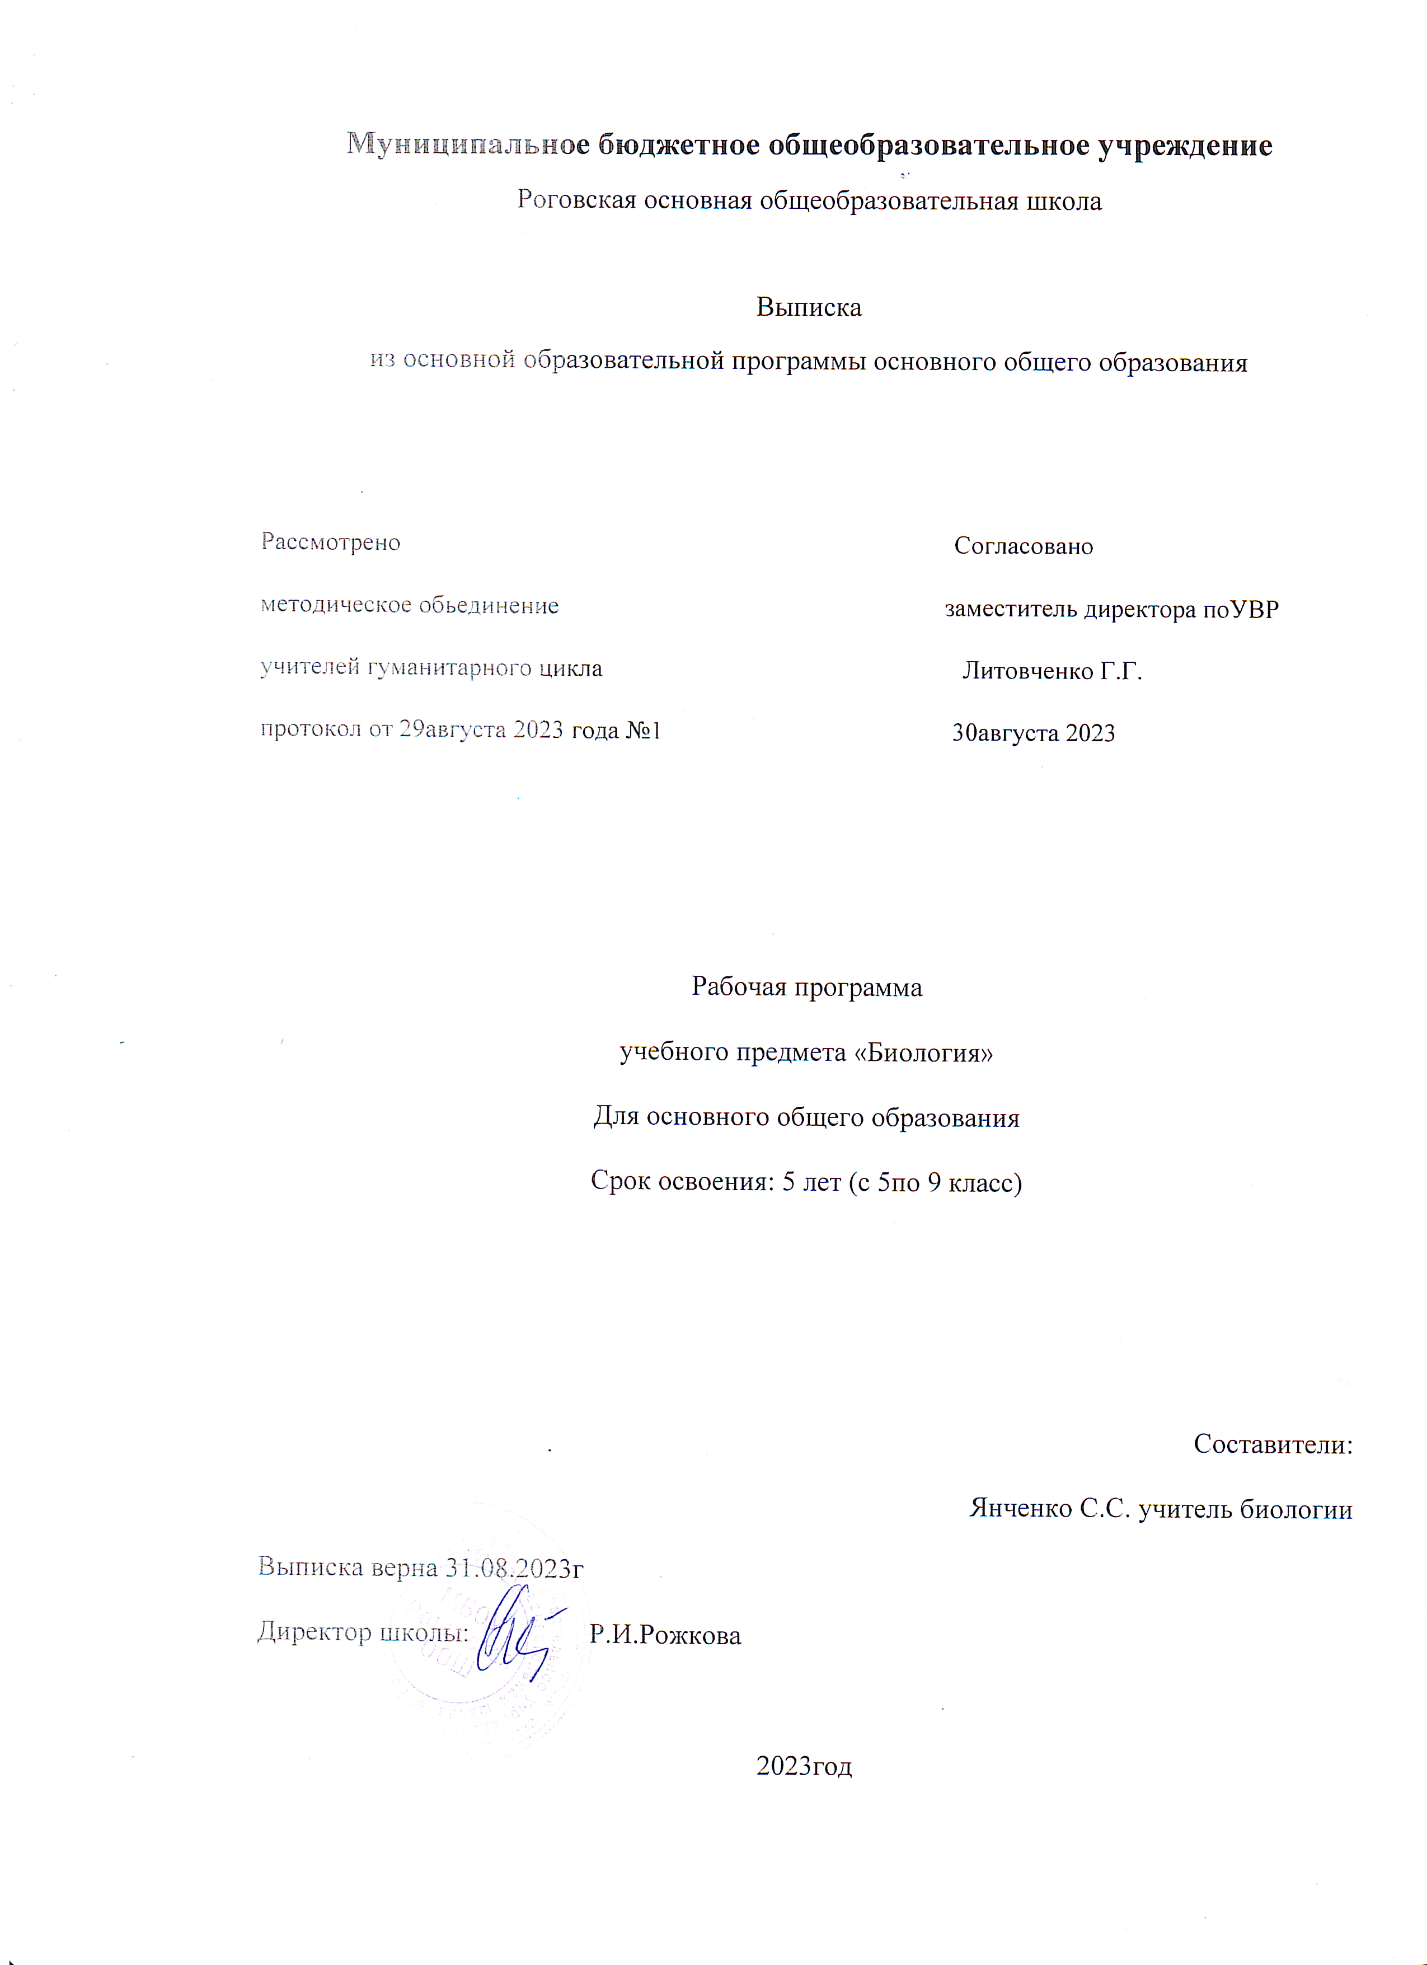 Муниципальное бюджетное общеобразовательное учреждение
Роговская основная общеобразовательная школа
Выписка
из основной образовательной программы основного общего образования
Рассмотрено
методическое обьединение
учителей гуманитарного цикла
протокол от 29августа 2023 года №1
Согласовано
заместитель директора поУВР
Литовченко Г.Г.
30августа 2023
Рабочая программа
учебного предмета «Биология»
Для основного общего образования
Срок освоения: 5 лет (с 5по 9 класс)
Составители:
Янченко С.С. учитель биологии
Выписка верна 31.08.2023г
Директор школы: Р.И.Рожкова
2023год